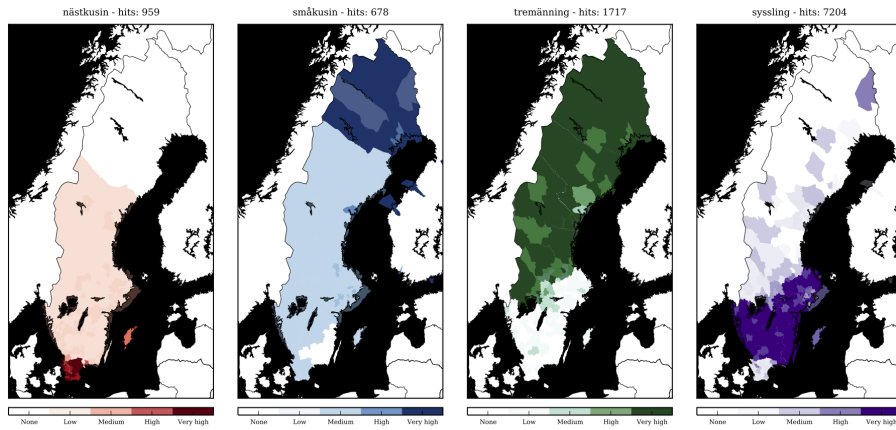 nästkusin - hits: 959
småkusin - hits: 678
tremänning - hits: 1717
syssling - hits: 7204
None Low Medium High Very high
None Low Medium High Very high
None Low Medium High Very high
None Low Medium High Very high